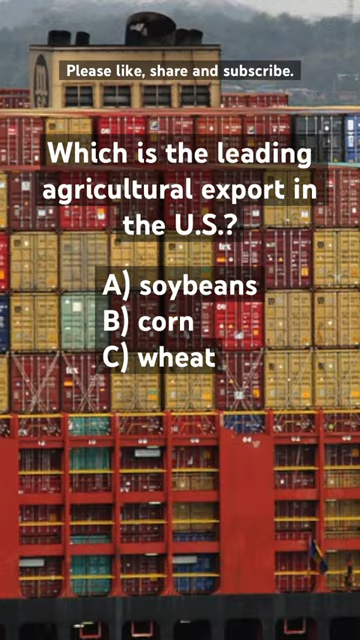 Please like, share and subscribe.
Which is the leading
agricultural export in
the U.S.?
A) soybeans
B) corn
C) wheat